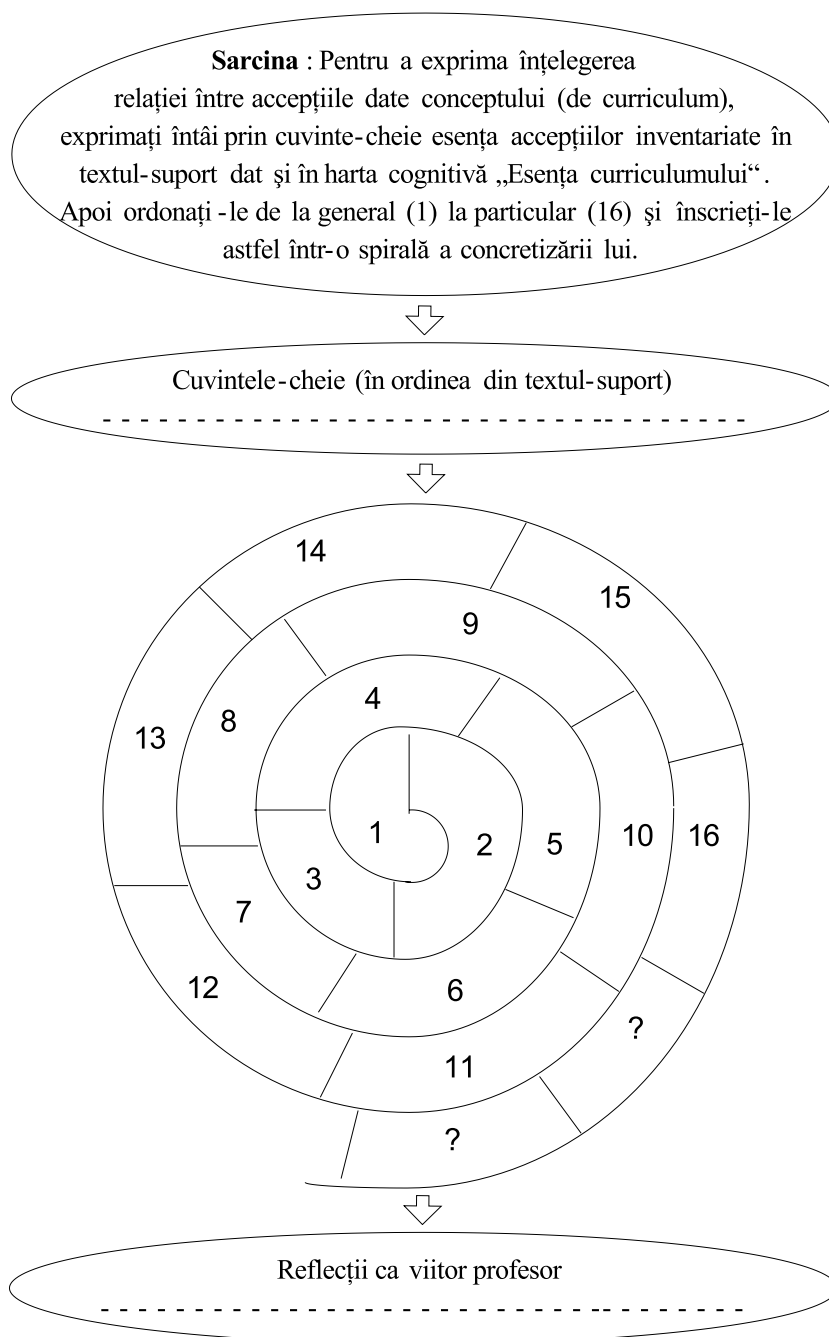 Sarcina : Pentru a exprima înțelegerea
relației între accepțiile date conceptului (de curriculum),
exprimați întâi prin cuvinte-cheie esența accepțiilor inventariate în
textul-suport dat şi în harta cognitivă „Esența curriculumului“ .
Apoi ordonați -le de la general (1) la particular (16) şi înscrieți-le
astfel într-o spirală a concretizării lui.
Cuvintele-cheie (în ordinea din textul-suport)
14
15
9
4
8
13
1
2
5
10
16
3
7
6
12
?
11
?
Reflecții ca viitor profesor